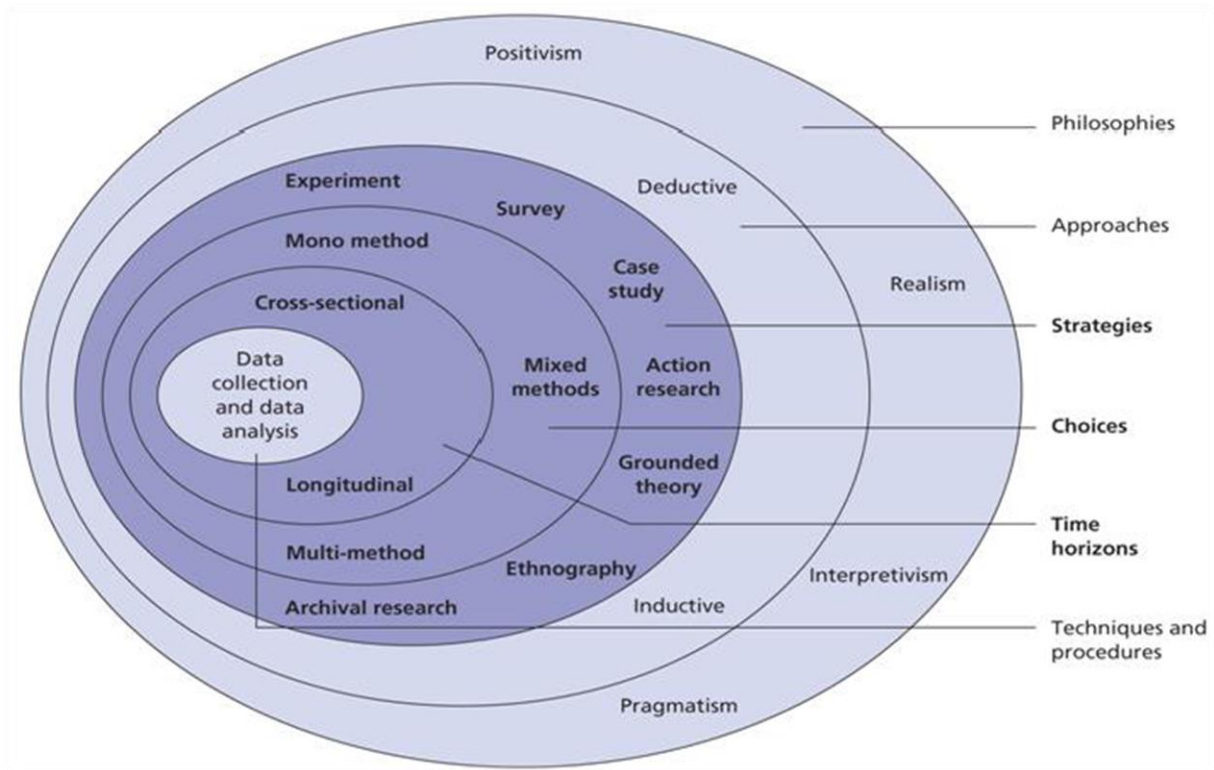 Positivism
Philosophies
Experiment
Deductive
Survey
Approaches
Mono method
Case
study
Realism
Cross-sectional
Strategies
Data
collection
and data
analysis
Mixed
methods
Action
research
Choices
Grounded
theory
Longitudinal
Time
horizons
Multi-method
Ethnography
Interpretivism
Archival research
Inductive
Techniques and
procedures
Pragmatism